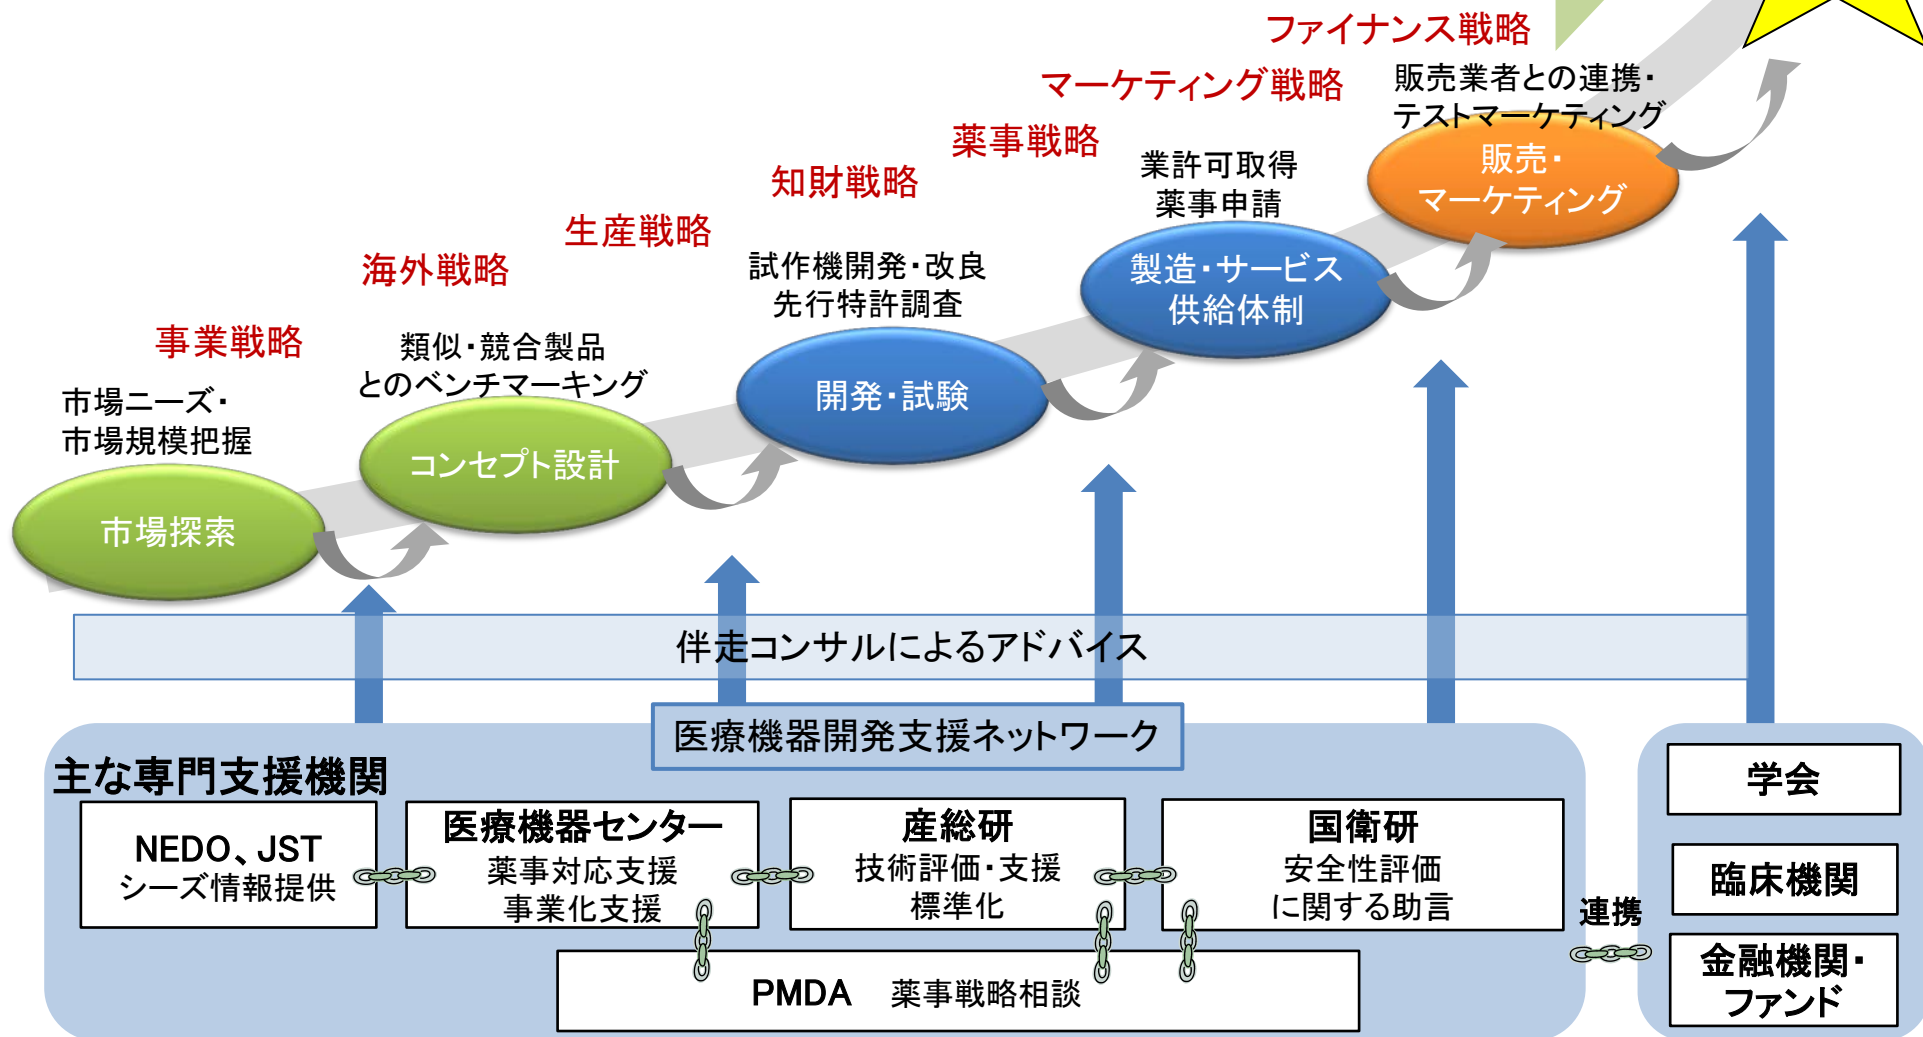 ファイナンス戦略
マーケティング戦略
薬事戦略
知財戦略
生産戦略
海外戦略
事業戦略
販売業者との連携・
テストマーケティング
販売・
マーケティング
業許可取得
薬事申請
製造・サービス
供給体制
試作機開発・改良
先行特許調査
開発・試験
類似・競合製品
とのベンチマーキング
コンセプト設計
市場ニーズ・
市場規模把握
市場探索
伴走コンサルによるアドバイス
医療機器開発支援ネットワーク
主な専門支援機関
NEDO、JST
シーズ情報提供
医療機器センター
薬事対応支援
事業化支援
産総研
技術評価・支援
標準化
国衛研
安全性評価
に関する助言
PMDA 薬事戦略相談
連携
学会
臨床機関
金融機関・
ファンド